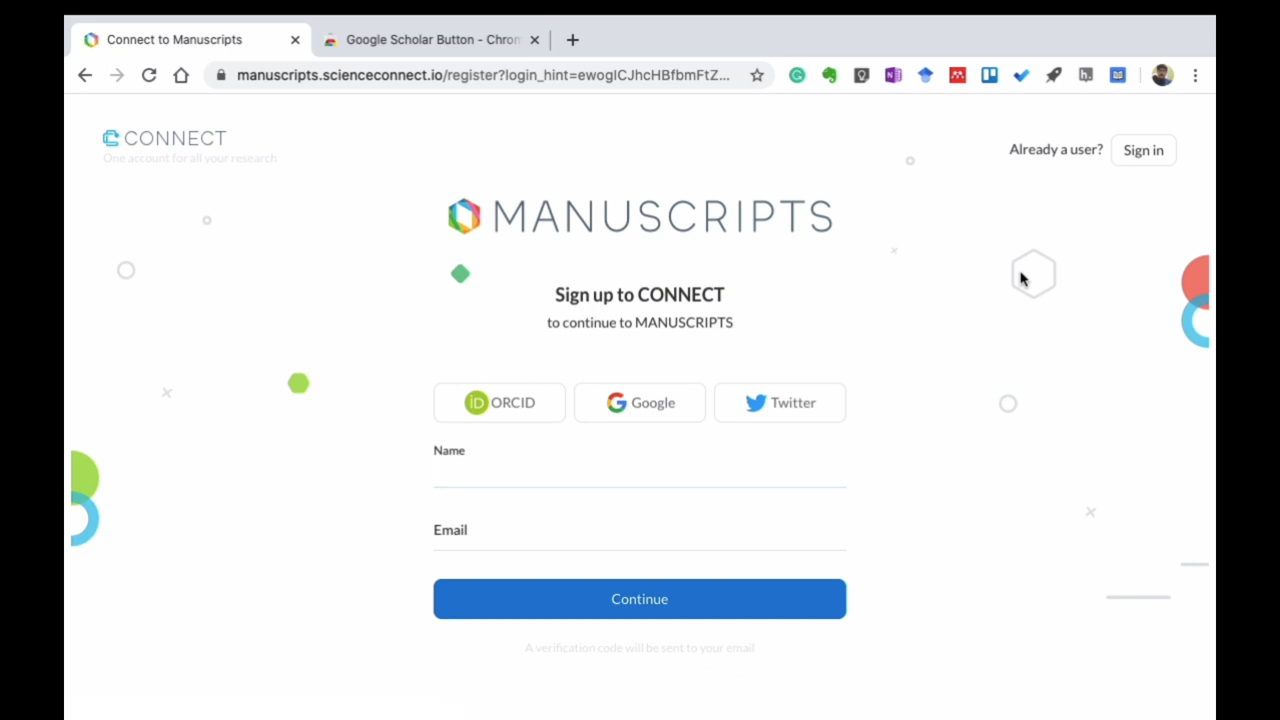 Connect to Manuscripts
Google Scholar Button - Chrom
manuscripts.scienceconnect.io/register?login_hint=ewogICJhcHBfbmFtZ...
CONNECT
One account for all your research
Already a user? Sign in
MANUSCRIPTS
Sign up to CONNECT
to continue to MANUSCRIPTS
iD ORCID
Google
Twitter
Name
Email
Continue
A verification code will be sent to your email